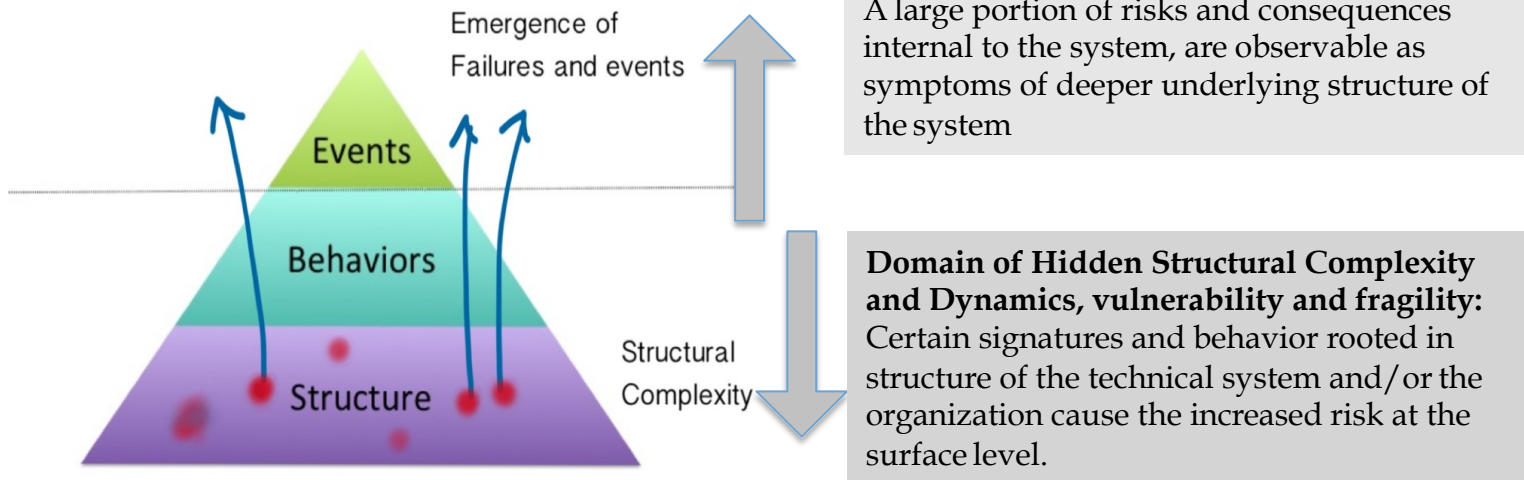 Emergence of
Failures and events
Events
Behaviors
Structure
Structural
Complexity
A large portion of risks and consequences
internal to the system, are observable as
symptoms of deeper underlying structure of
the system
Domain of Hidden Structural Complexity
and Dynamics, vulnerability and fragility:
Certain signatures and behavior rooted in
structure of the technical system and/or the
organization cause the increased risk at the
surface level.